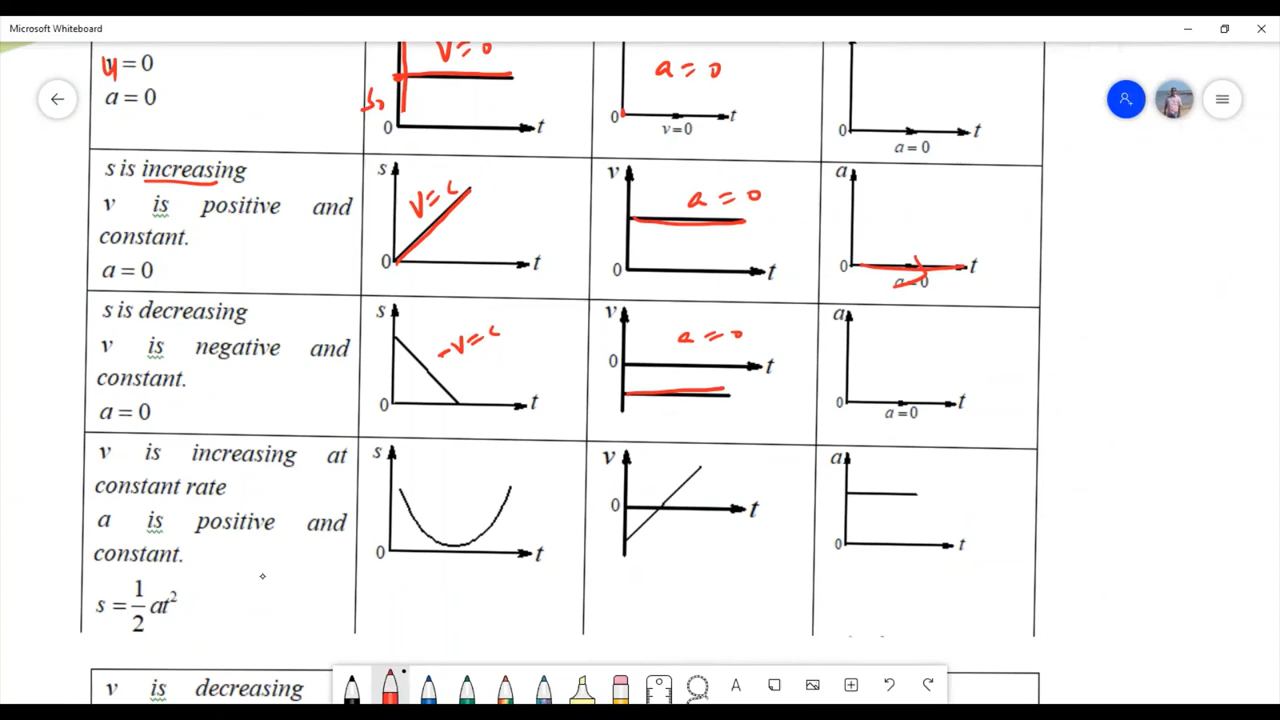 Microsoft Whiteboard
= 0
a = 0
V = 0
0
t
a = 0
0
v = 0
t
0
t
a = 0
s is increasing
v is positive and
constant.
a = 0
s
V = c
0
t
v
a = 0
0
t
a
0
t
a = 0
s is decreasing
v is negative and
constant.
a = 0
s
-V = c
0
t
v
a = 0
0
t
a
0
t
a = 0
v is increasing at
constant rate
a is positive and
constant.
s = 1/2 at²
s
0
t
v
0
t
a
0
t
v is decreasing
A